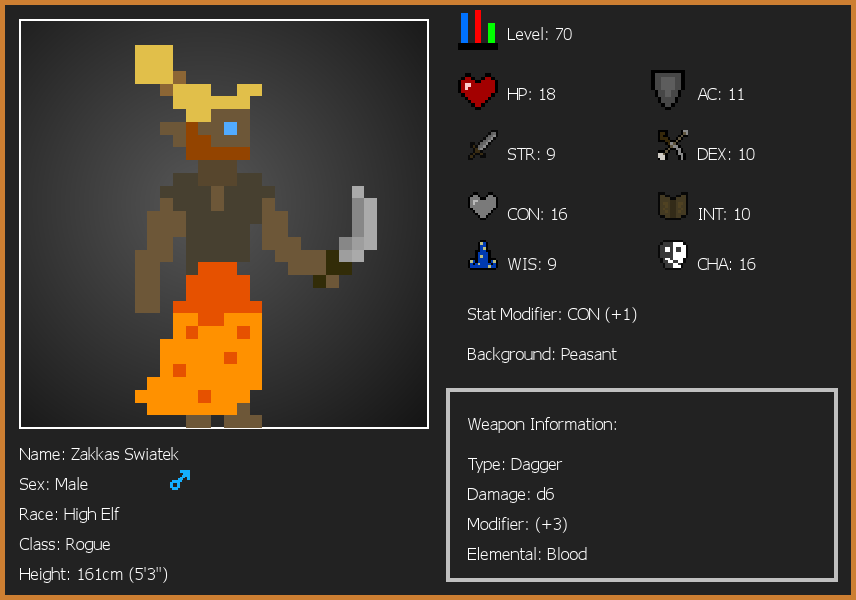 Level: 70
HP: 18
AC: 11
STR: 9
DEX: 10
CON: 16
INT: 10
WIS: 9
CHA: 16
Stat Modifier: CON (+1)
Background: Peasant
Weapon Information:
Type: Dagger
Damage: d6
Modifier: (+3)
Elemental: Blood
Name: Zakkas Swiatek
Sex: Male
Race: High Elf
Class: Rogue
Height: 161cm (5'3")